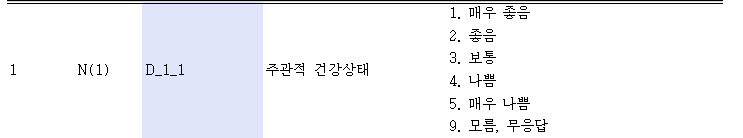 1. 매우 좋음
2. 좋음
3. 보통
1 N(1) D_1_1 주관적 건강상태
4. 나쁨
5. 매우 나쁨
9. 모름, 무응답